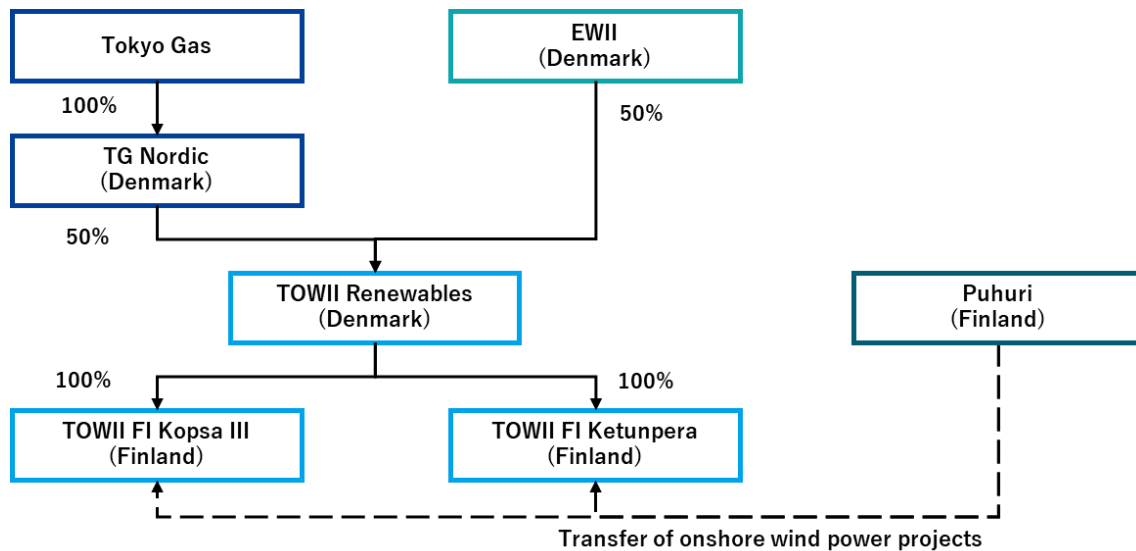 Tokyo Gas
EWII
(Denmark)
100%
50%
TG Nordic
(Denmark)
50%
TOWII Renewables
(Denmark)
Puhuri
(Finland)
100%
100%
TOWII FI Kopsa III
(Finland)
TOWII FI Ketunpera
(Finland)
Transfer of onshore wind power projects